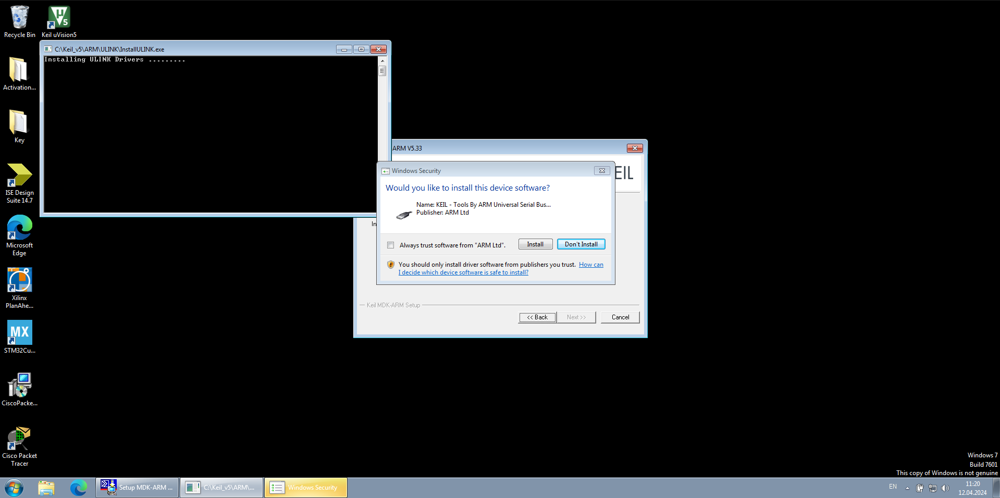 Recycle Bin
Keil uVision5
Activation...
Key
ISE Design
Suite 14.7
Microsoft
Edge
Xilinx
PlanAhe...
MX
STM32Cu...
CiscoPacke...
Cisco Packet
Tracer
C:\Keil_v5\ARM\ULINK\InstallULINK.exe
Installing ULINK Drivers .........
ARM V5.33
EIL
In
Windows Security
Would you like to install this device software?
Name: KEIL - Tools By ARM Universal Serial Bus...
Publisher: ARM Ltd
Always trust software from "ARM Ltd".
Install
Don't Install
You should only install driver software from publishers you trust. How can
I decide which device software is safe to install?
Keil MDK-ARM Setup
<< Back
Next >>
Cancel
Windows 7
Build 7601
This copy of Windows is not genuine
Setup MDK-ARM ...
C:\Keil_v5\ARM\...
Windows Security
EN
11:20
12.04.2024